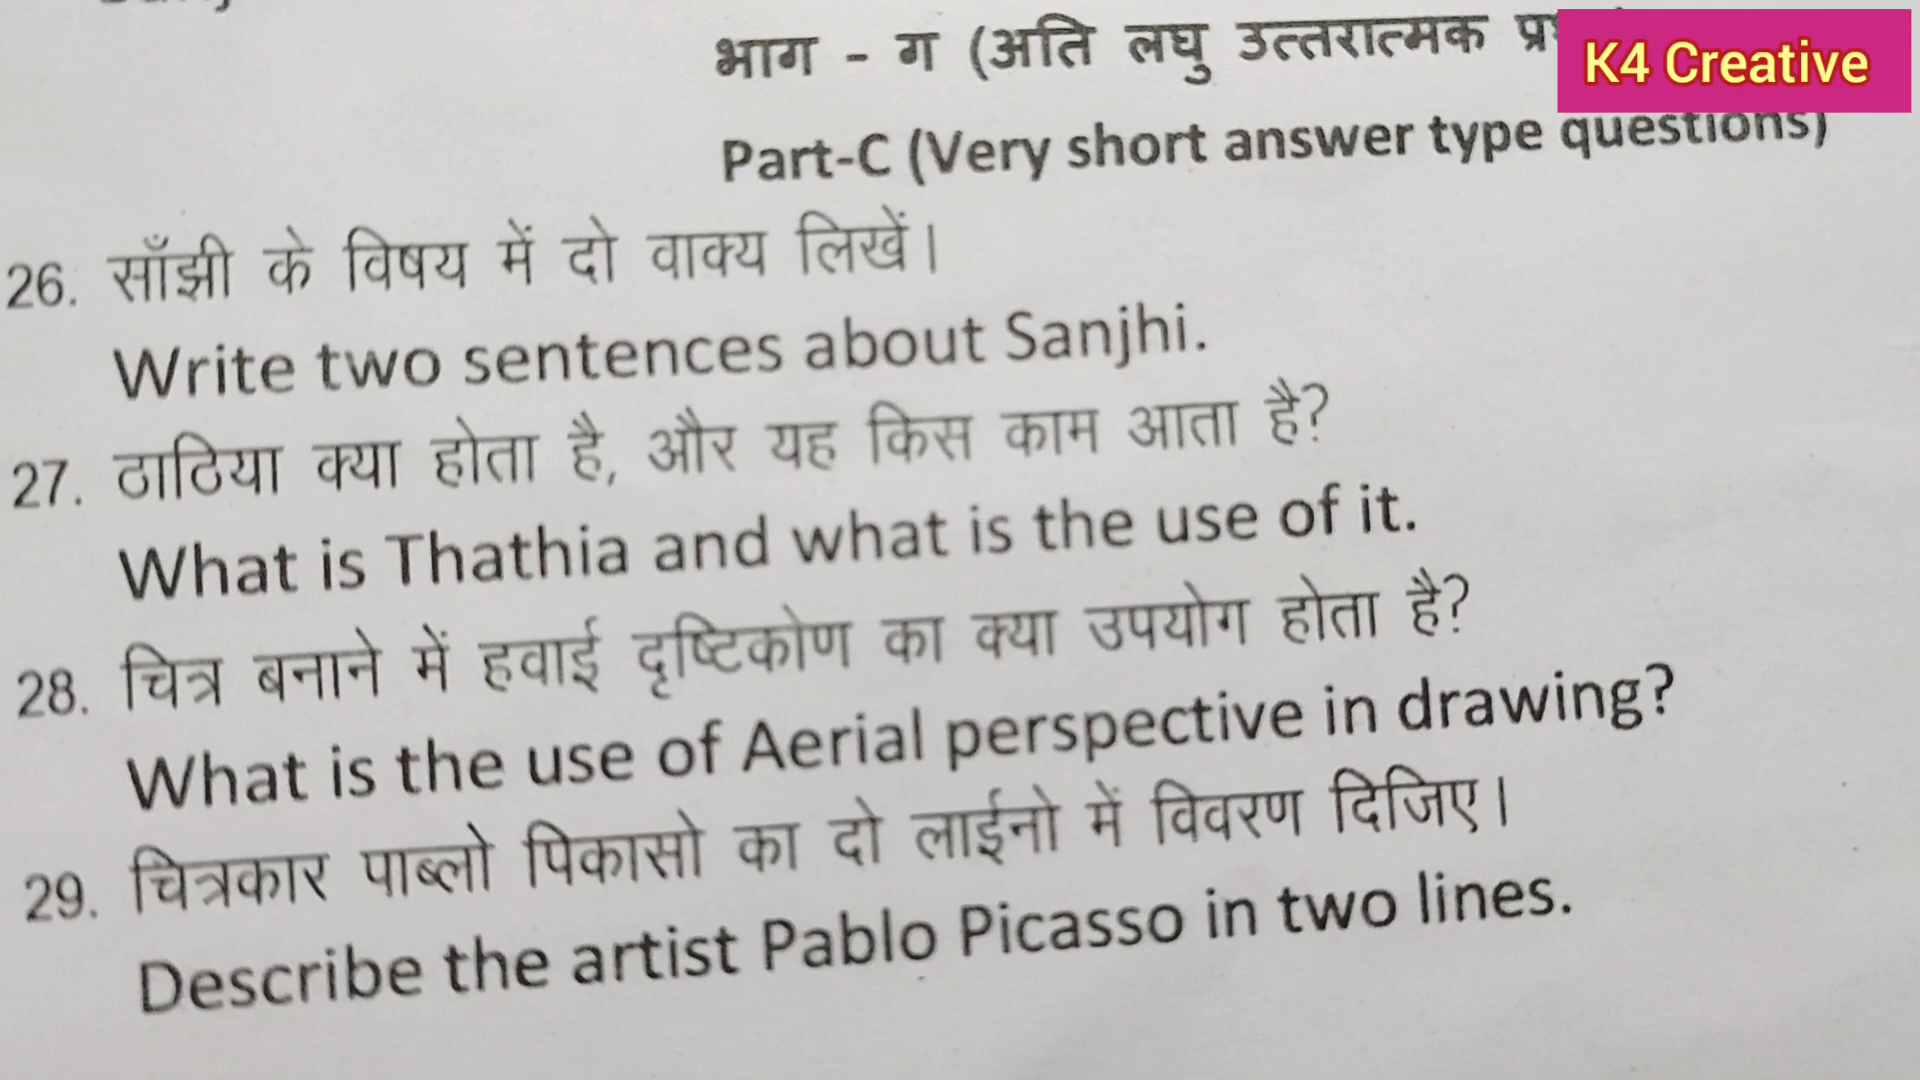 भाग - ग (अति लघु उत्तरात्मक
K4 Creative
Part-C (Very short answer type questions)
26. साँझी के विषय में दो वाक्य लिखें।
Write two sentences about Sanjhi.
27. ठाठिया क्या होता है, और यह किस काम आता है?
What is Thathia and what is the use of it.
28. चित्र बनाने में हवाई दृष्टिकोण का क्या उपयोग होता है?
What is the use of Aerial perspective in drawing?
29. चित्रकार पाब्लो पिकासो का दो लाईनो में विवरण दिजिए।
Describe the artist Pablo Picasso in two lines.